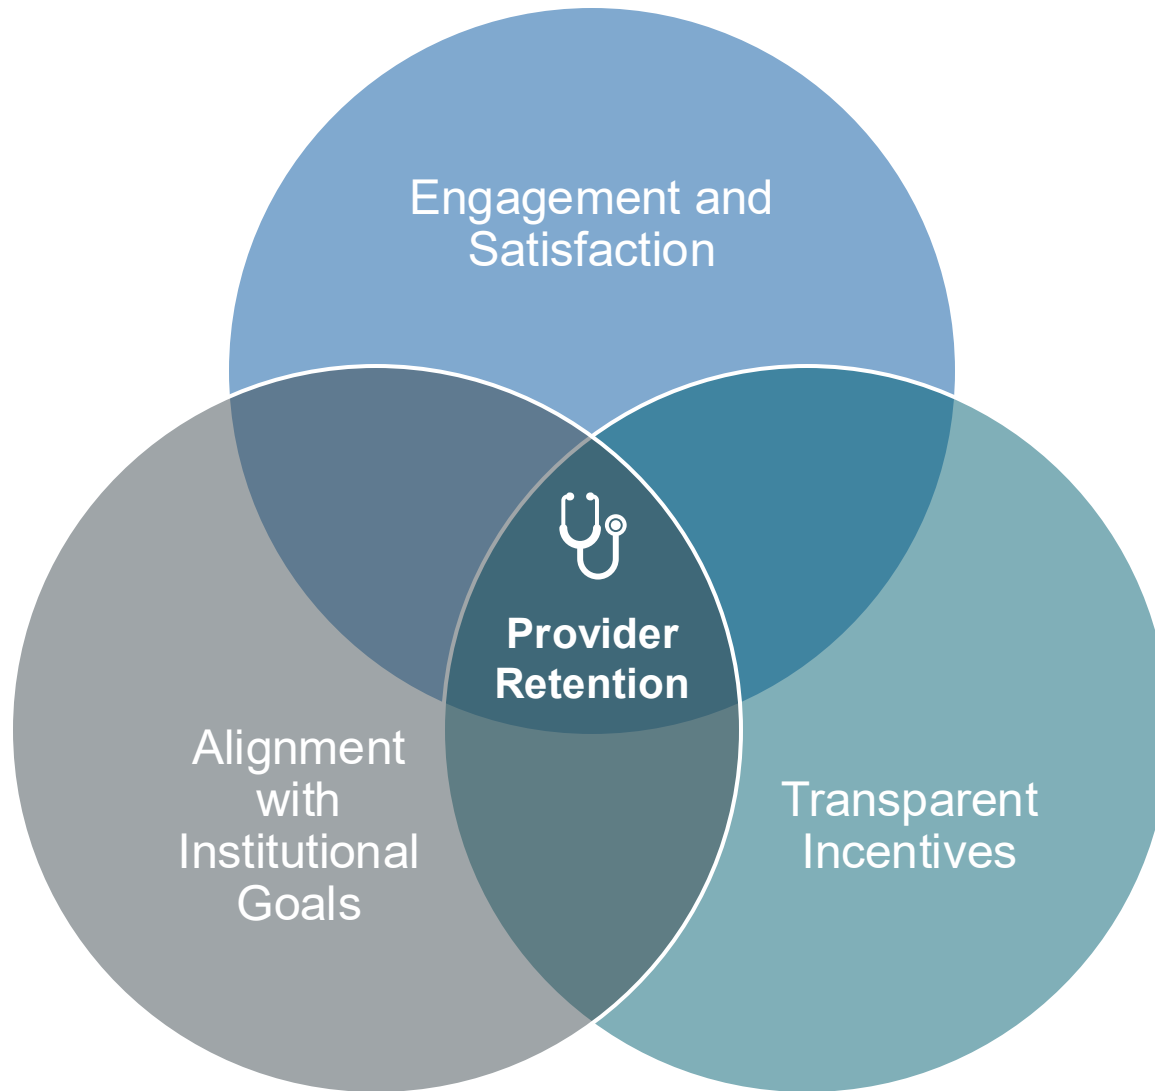 Engagement and
Satisfaction
Provider
Retention
Alignment
with
Institutional
Goals
Transparent
Incentives